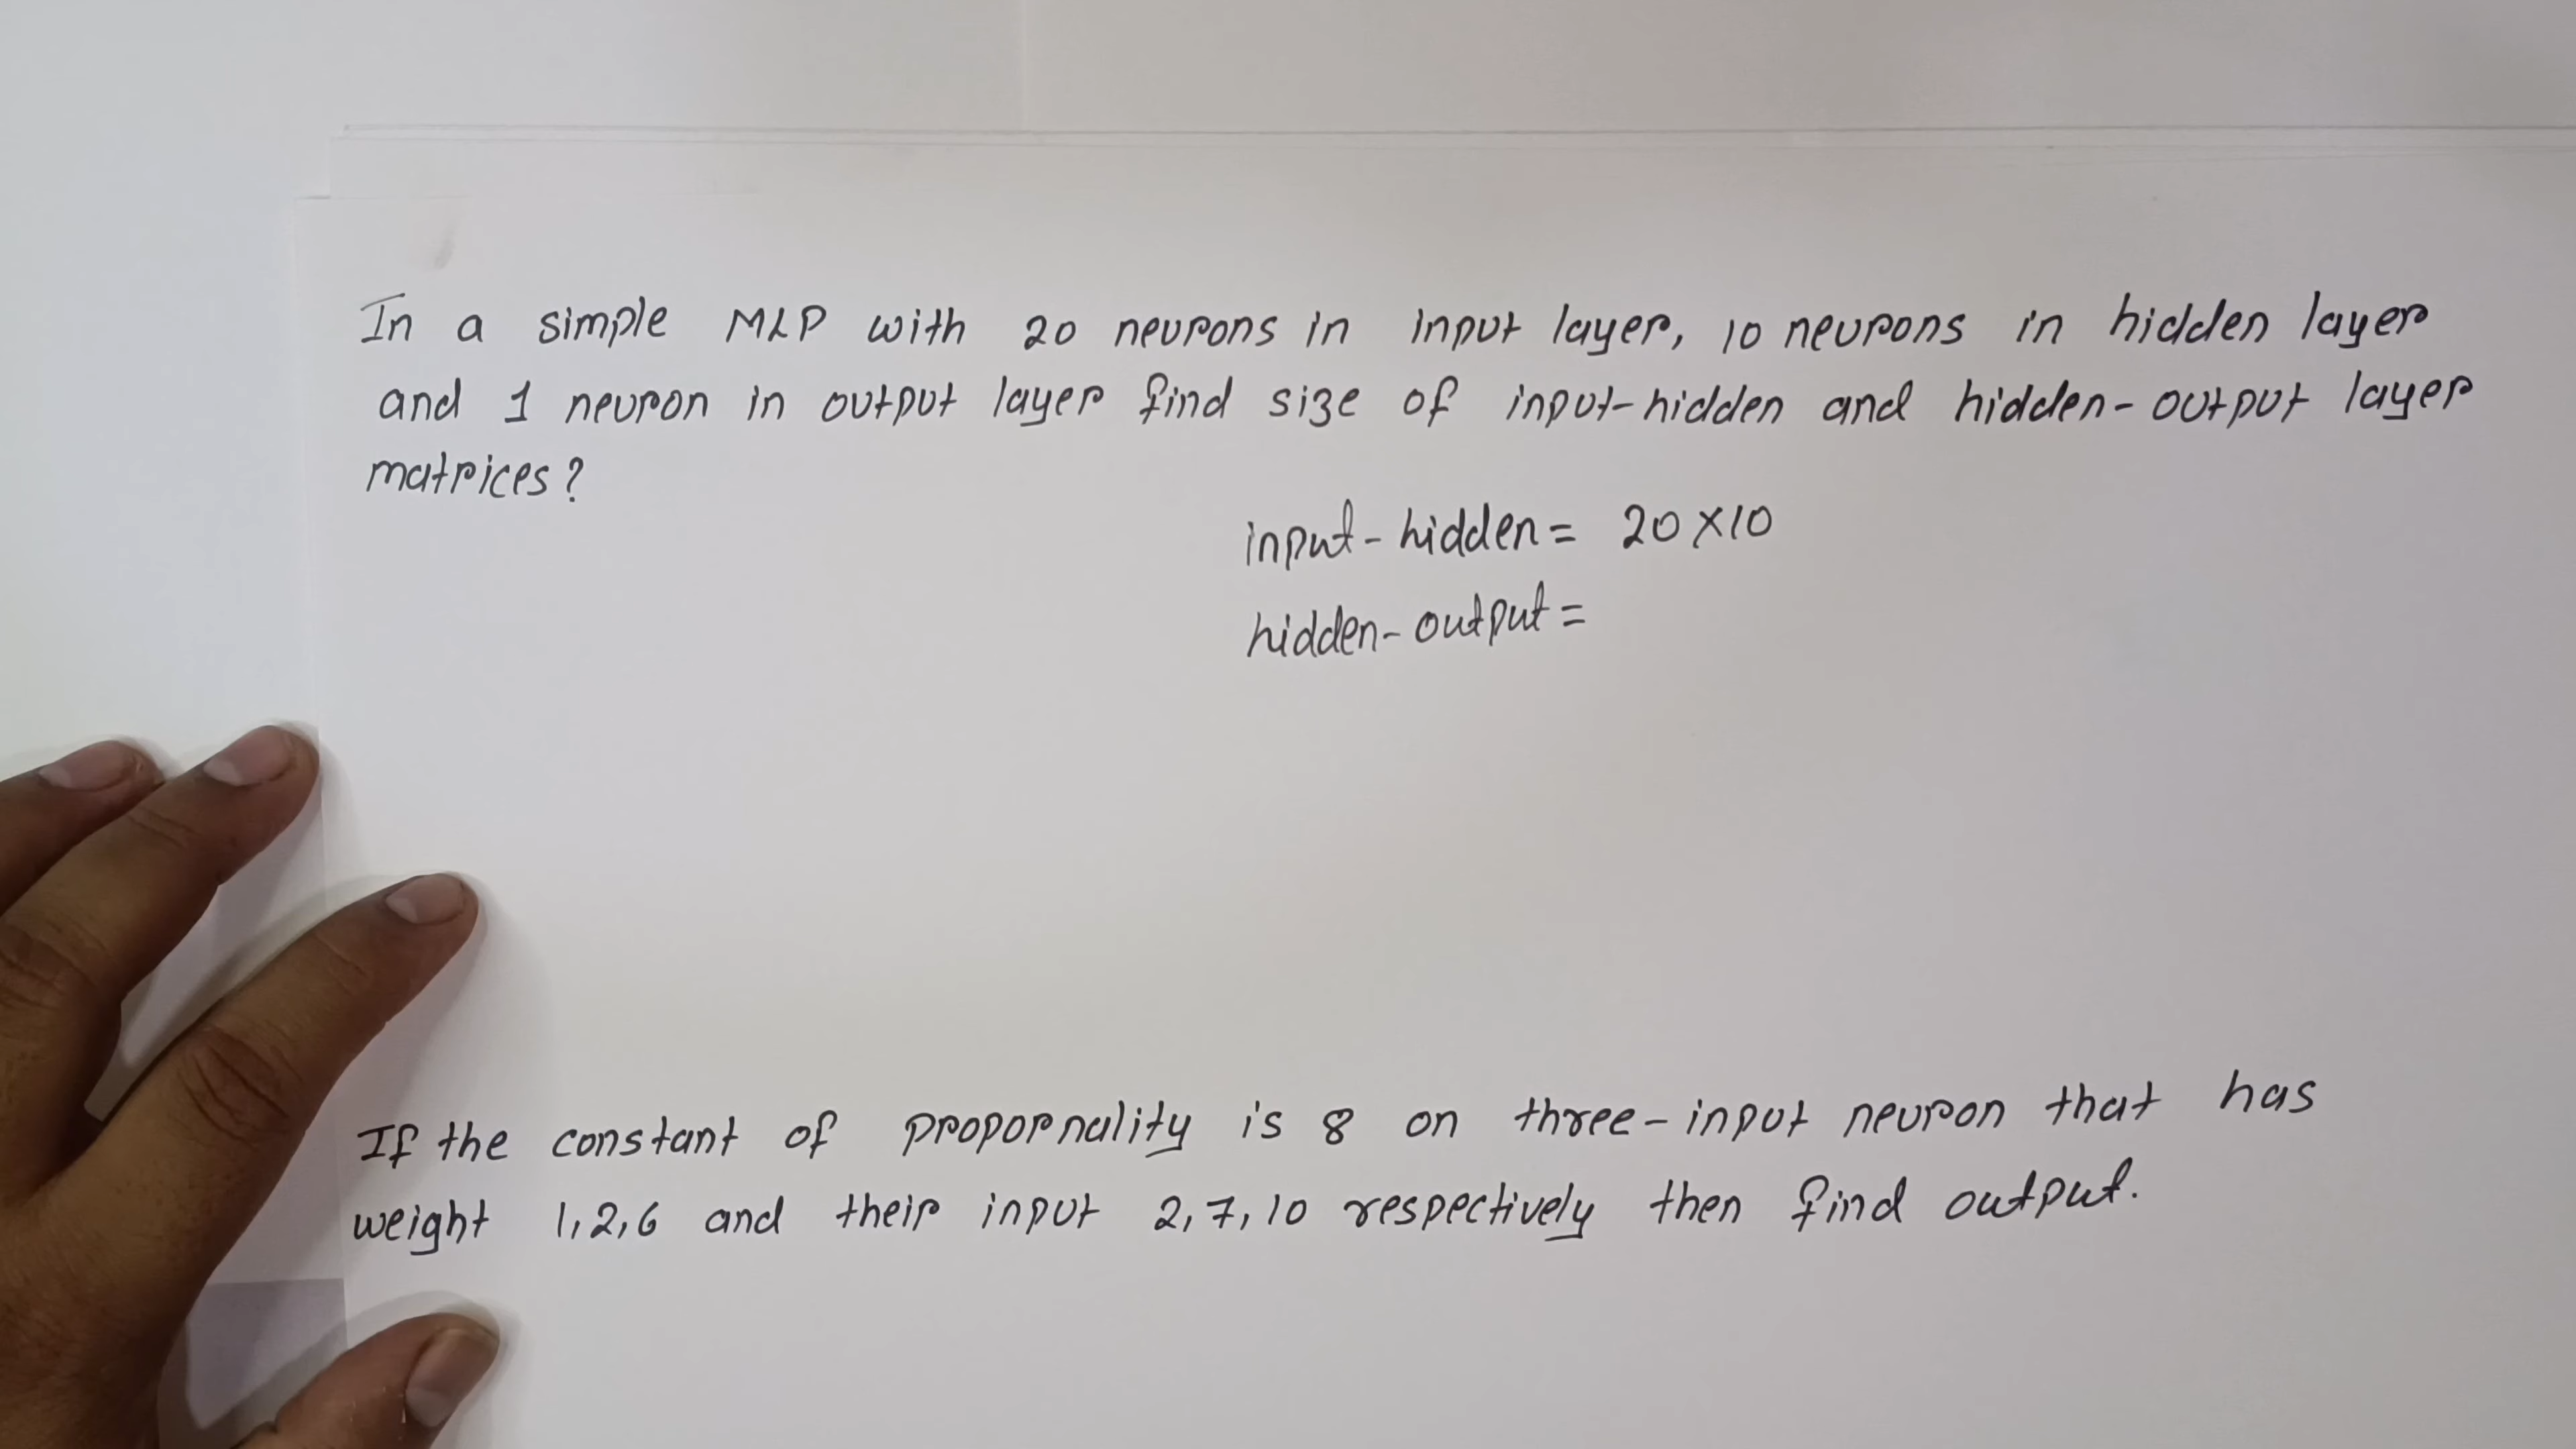 In a simple MLP with 20 neurons in input layer, 10 neurons in hidden layer
and 1 neuron in output layer find size of input-hidden and hidden-output layer
matrices?
input-hidden = 20 × 10
hidden-output =
If the constant of propornality is 8 on three-input neuron that has
weight 1,2,6 and their input 2,7,10 respectively then find output.